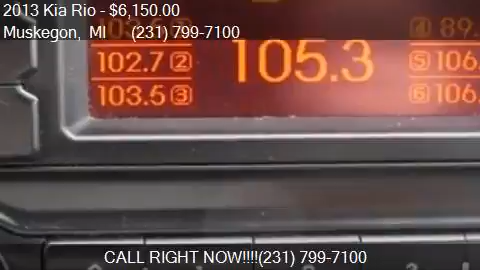 2013 Kia Rio - $6,150.00
Muskegon, MI (231) 799-7100
102.7 ②
103.5 ③
105.3
④ 89.
⑤ 106.
⑥ 106.
CALL RIGHT NOW!!!!(231) 799-7100